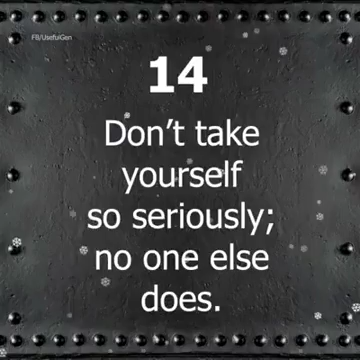 FB/UsefulGen
14
Don't take
yourself
so seriously;
no one else
does.